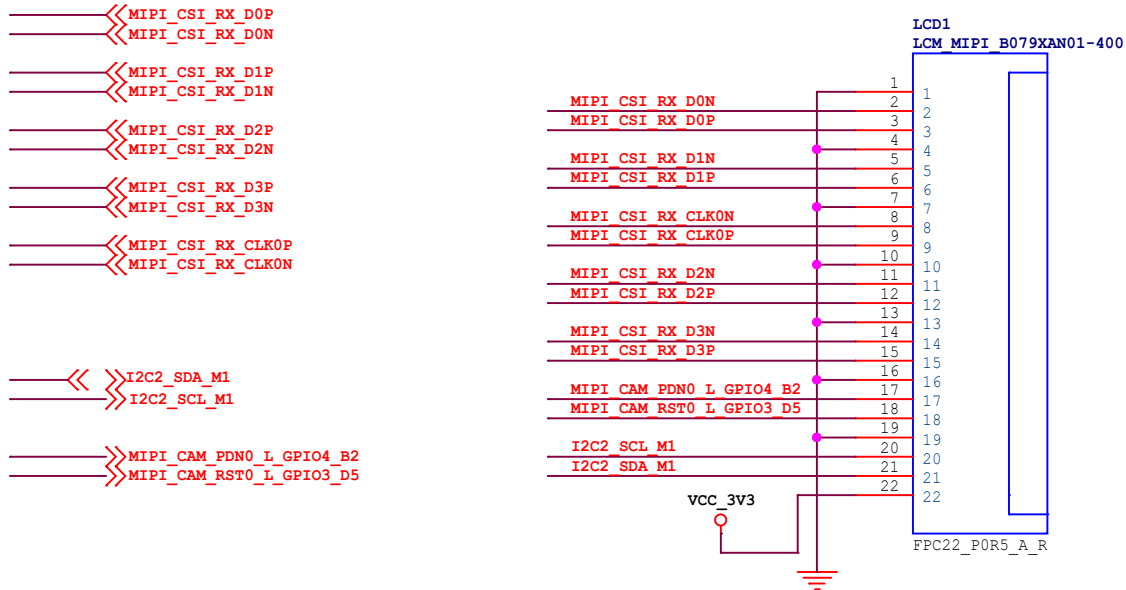 MIPI_CSI_RX_D0P
MIPI_CSI_RX_D0N
MIPI_CSI_RX_D1P
MIPI_CSI_RX_D1N
MIPI_CSI_RX_D2P
MIPI_CSI_RX_D2N
MIPI_CSI_RX_D3P
MIPI_CSI_RX_D3N
MIPI_CSI_RX_CLK0P
MIPI_CSI_RX_CLK0N
I2C2_SDA_M1
I2C2_SCL_M1
MIPI_CAM_PDN0_L_GPIO4_B2
MIPI_CAM_RST0_L_GPIO3_D5
LCD1
LCM_MIPI_B079XAN01-400
1 1
MIPI_CSI_RX_D0N 2 2
MIPI_CSI_RX_D0P 3 3
4 4
MIPI_CSI_RX_D1N 5 5
MIPI_CSI_RX_D1P 6 6
7 7
MIPI_CSI_RX_CLK0N 8 8
MIPI_CSI_RX_CLK0P 9 9
10 10
MIPI_CSI_RX_D2N 11 11
MIPI_CSI_RX_D2P 12 12
13 13
MIPI_CSI_RX_D3N 14 14
MIPI_CSI_RX_D3P 15 15
16 16
MIPI_CAM_PDN0_L_GPIO4_B2 17 17
MIPI_CAM_RST0_L_GPIO3_D5 18 18
19 19
I2C2_SCL_M1 20 20
I2C2_SDA_M1 21 21
22 22
VCC_3V3
FPC22_P0R5_A_R